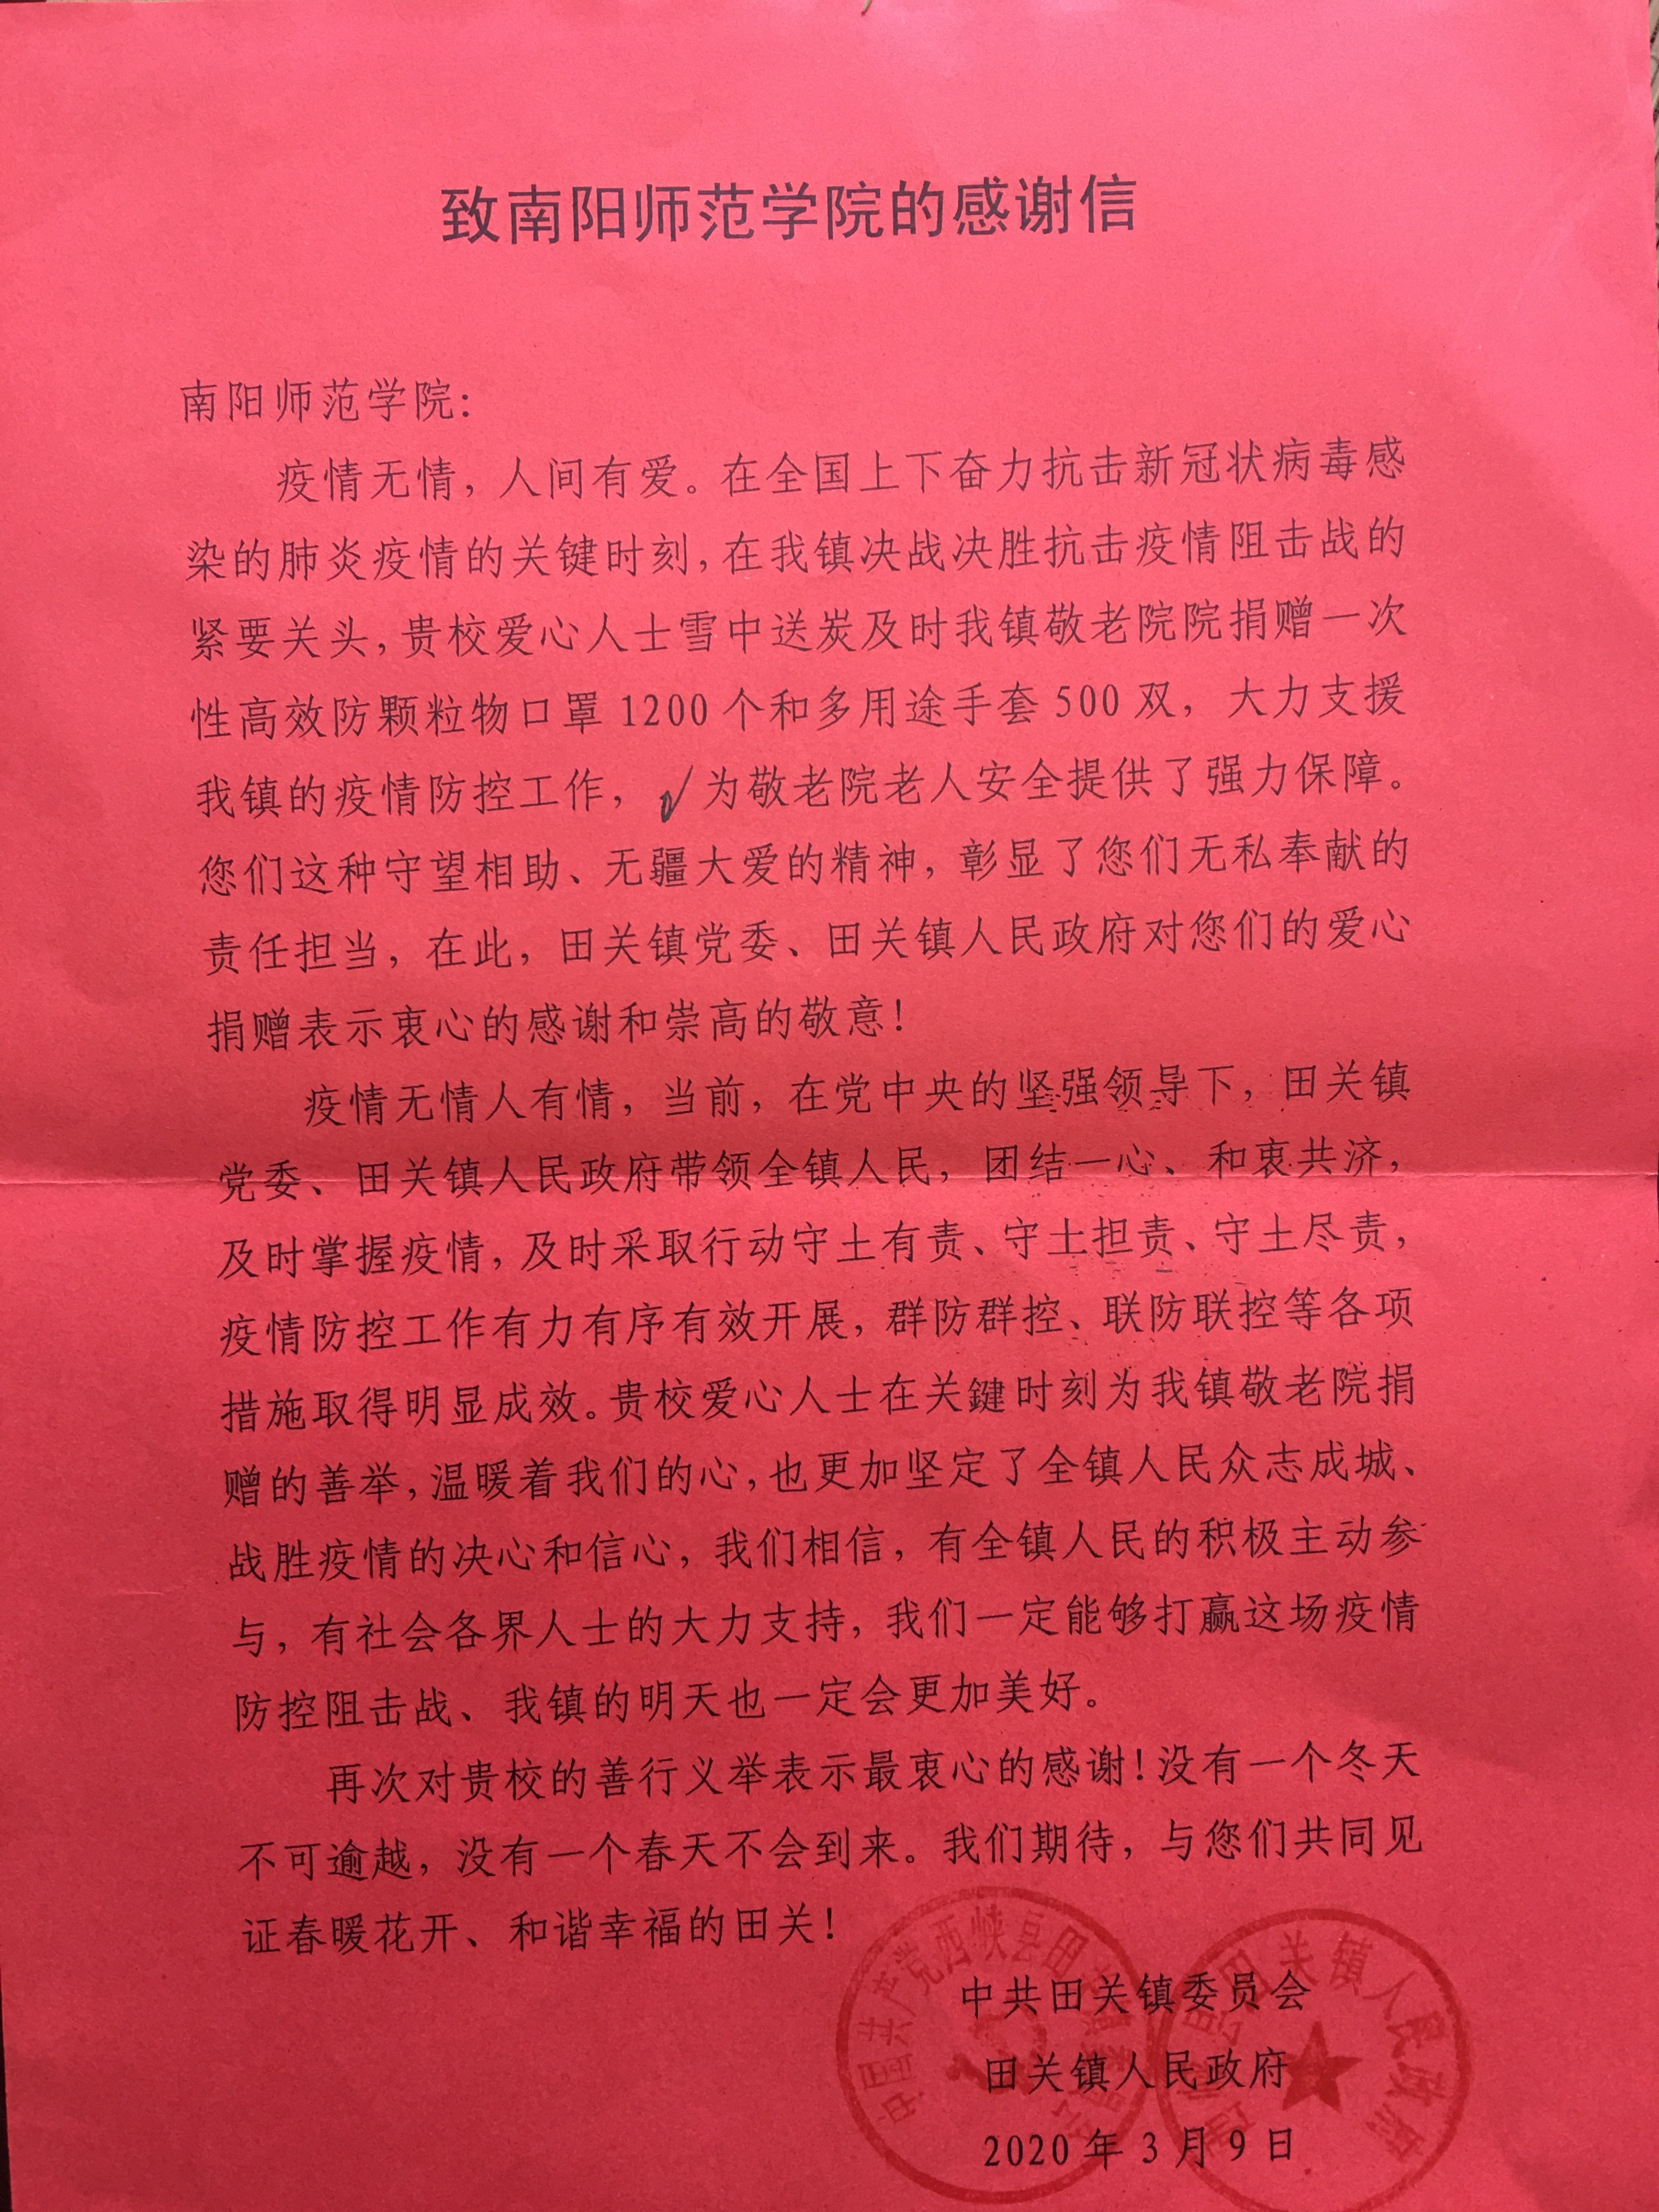 致南阳师范学院的感谢信
南阳师范学院:
疫情无情，人间有爱。在全国上下奋力抗击新冠状病毒感
染的肺炎疫情的关键时刻,在我镇决战决胜抗击疫情阻击战的
紧要关头,贵校爱心人士雪中送炭及时我镇敬老院院捐赠一次
性高效防颗粒物口罩1200个和多用途手套500双，大力支援
我镇的疫情防控工作，为敬老院老人安全提供了强力保障。
您们这种守望相助、无疆大爱的精神，彰显了您们无私奉献的
责任担当，在此，田关镇党委、田关镇人民政府对您们的爱心
捐赠表示衷心的感谢和崇高的敬意!
疫情无情人有情，当前，在党中央的坚强领导下，田关镇
党委、田关镇人民政府带领全镇人民，团结一心、和衷共济，
及时掌握疫情,及时采取行动守土有责、守土担责、守土尽责，
疫情防控工作有力有序有效开展，群防群控、联防联控等各项
措施取得明显成效。贵校爱心人士在关鍵时刻为我镇敬老院捐
赠的善举,温暖着我们的心,也更加坚定了全镇人民众志成城、
战胜疫情的决心和信心，我们相信，有全镇人民的积极主动参
与，有社会各界人士的大力支持，我们一定能够打赢这场疫情
防控阻击战、我镇的明天也一定会更加美好。
再次对贵校的善行义举表示最衷心的感谢!没有一个冬天
不可逾越，没有一个春天不会到来。我们期待，与您们共同见
证春暖花开、和谐幸福的田关!
中共田关镇委员会
田关镇人民政府
2020年3月9日
中国共产党西峡县田
田关镇人民政府